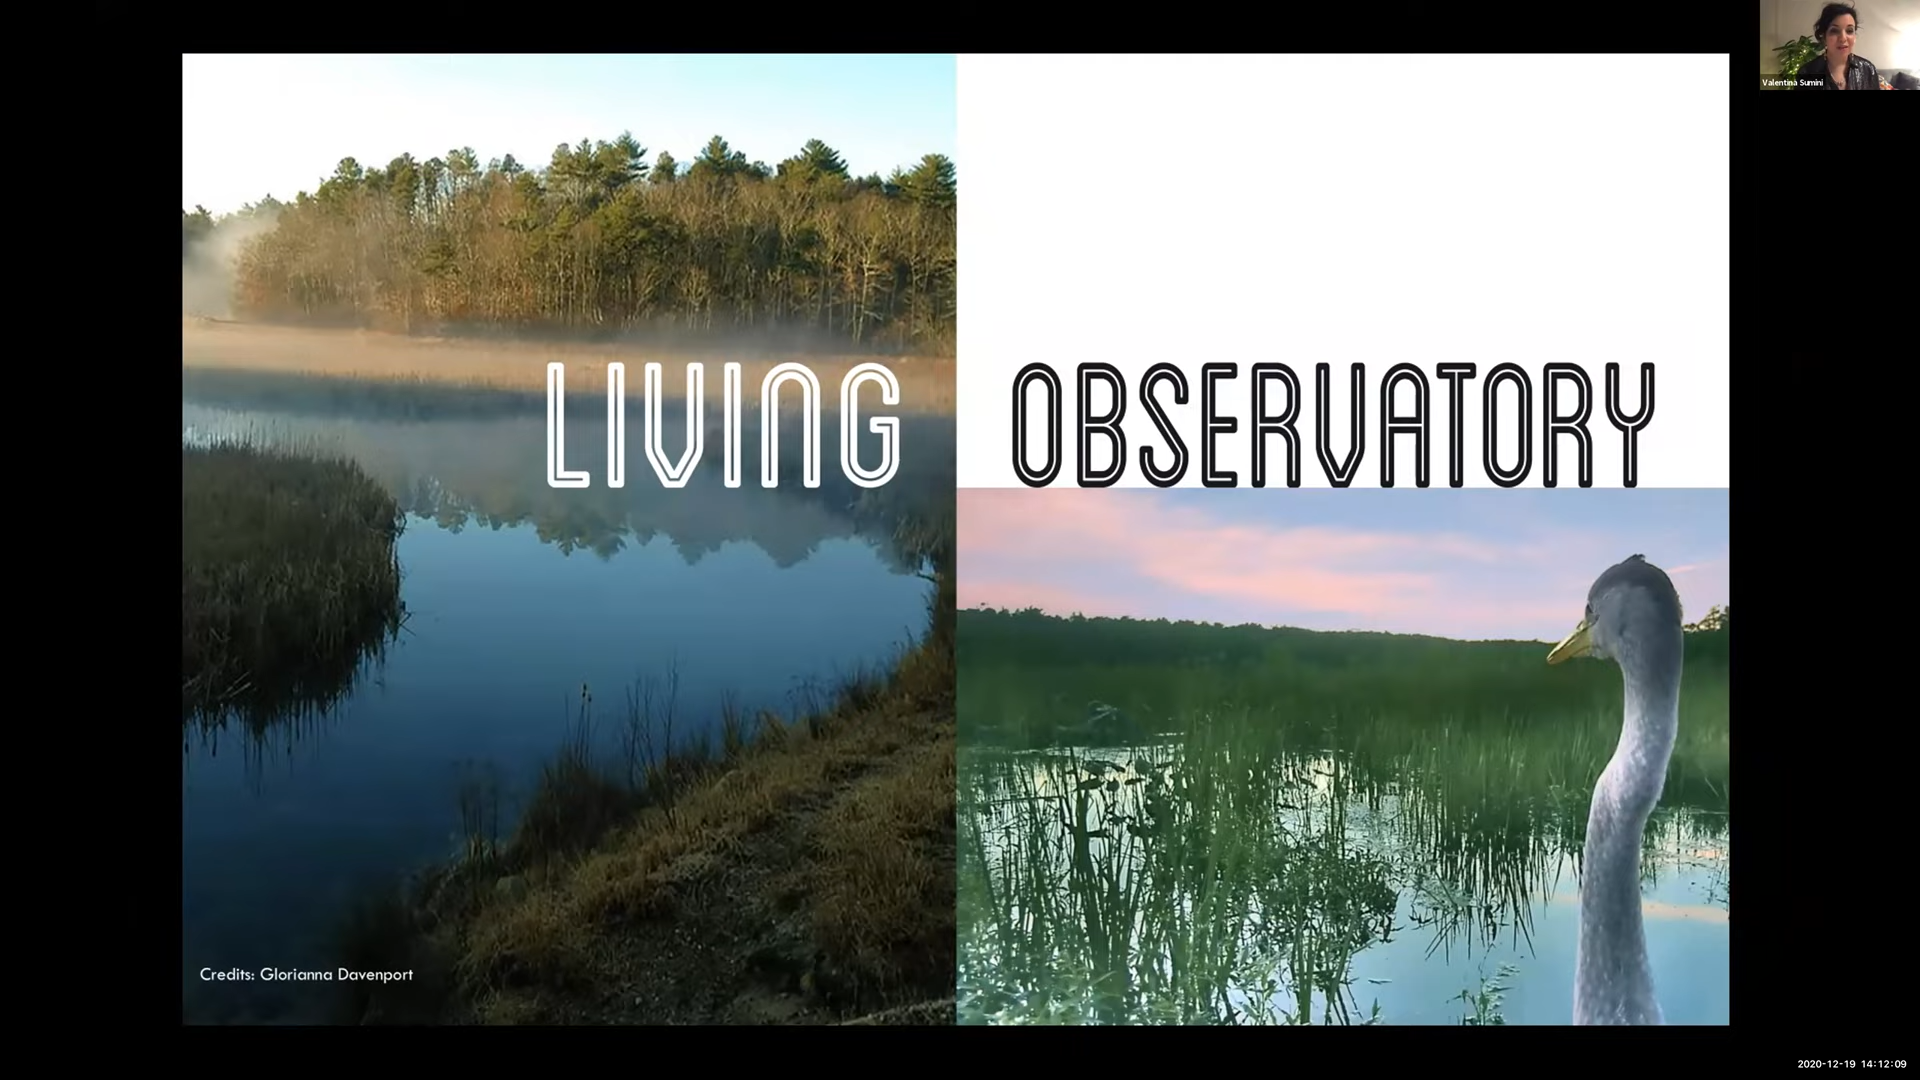 Valentina Sumini
LIVING OBSERVATORY
Credits: Glorianna Davenport
2020-12-19 14:12:09